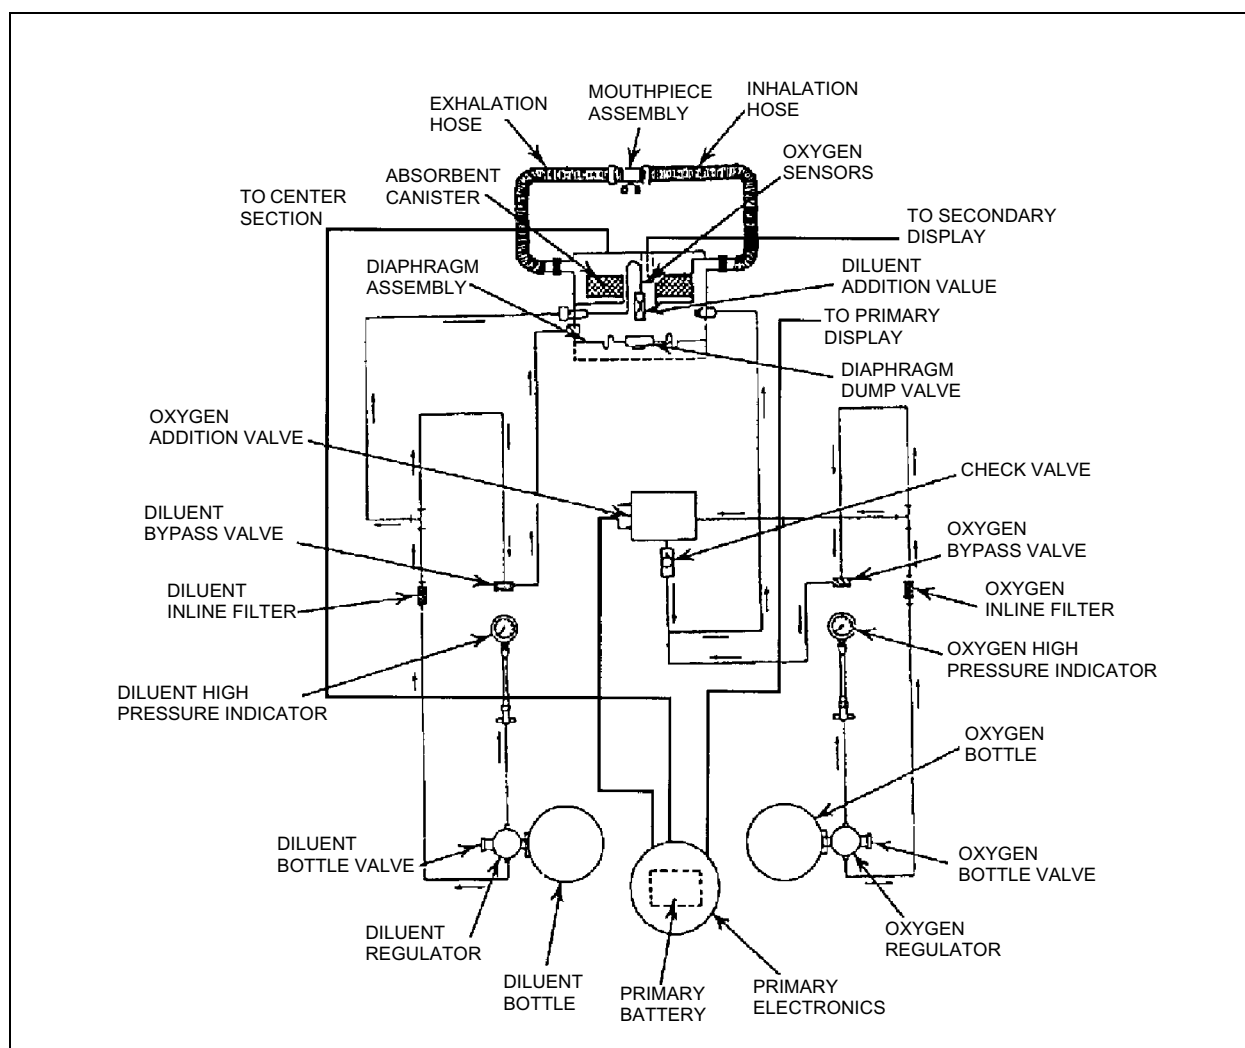 MOUTHPIECE
ASSEMBLY
INHALATION
HOSE
EXHALATION
HOSE
OXYGEN
SENSORS
ABSORBENT
CANISTER
TO CENTER
SECTION
TO SECONDARY
DISPLAY
DIAPHRAGM
ASSEMBLY
DILUENT
ADDITION VALUE
TO PRIMARY
DISPLAY
DIAPHRAGM
DUMP VALVE
OXYGEN
ADDITION VALVE
CHECK VALVE
DILUENT
BYPASS VALVE
OXYGEN
BYPASS VALVE
DILUENT
INLINE FILTER
OXYGEN
INLINE FILTER
OXYGEN HIGH
PRESSURE INDICATOR
DILUENT HIGH
PRESSURE INDICATOR
OXYGEN
BOTTLE
DILUENT
BOTTLE VALVE
OXYGEN
BOTTLE VALVE
DILUENT
REGULATOR
OXYGEN
REGULATOR
DILUENT
BOTTLE
PRIMARY
BATTERY
PRIMARY
ELECTRONICS